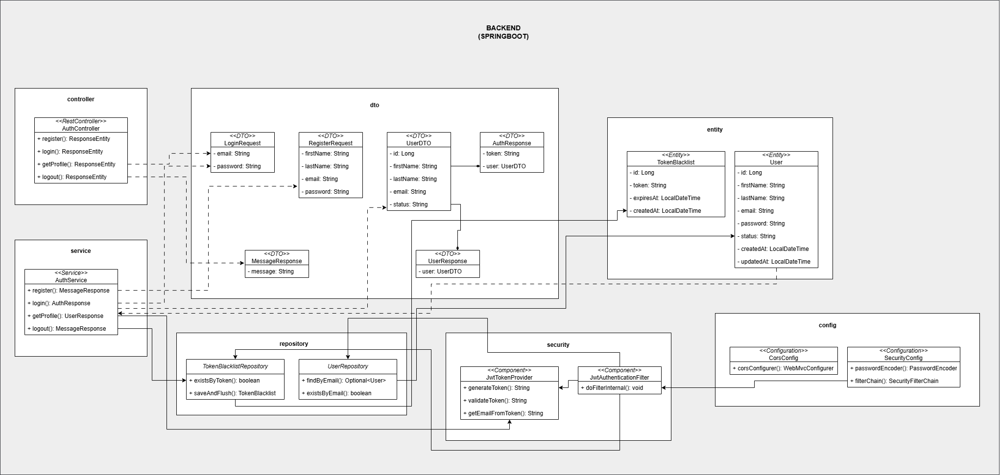 BACKEND
(SPRINGBOOT)
controller
<<RestController>>
AuthController
+ register(): ResponseEntity
+ login(): ResponseEntity
+ getProfile(): ResponseEntity
+ logout(): ResponseEntity
dto
<<DTO>>
LoginRequest
- email: String
- password: String
<<DTO>>
RegisterRequest
- firstName: String
- lastName: String
- email: String
- password: String
<<DTO>>
UserDTO
- id: Long
- firstName: String
- lastName: String
- email: String
- status: String
<<DTO>>
AuthResponse
- token: String
- user: UserDTO
<<DTO>>
MessageResponse
- message: String
<<DTO>>
UserResponse
- user: UserDTO
entity
<<Entity>>
TokenBlacklist
- id: Long
- token: String
- expiresAt: LocalDateTime
- createdAt: LocalDateTime
<<Entity>>
User
- id: Long
- firstName: String
- lastName: String
- email: String
- password: String
- status: String
- createdAt: LocalDateTime
- updatedAt: LocalDateTime
service
<<Service>>
AuthService
+ register(): MessageResponse
+ login(): AuthResponse
+ getProfile(): UserResponse
+ logout(): MessageResponse
repository
TokenBlacklistRepository
+ existsByToken(): boolean
+ saveAndFlush(): TokenBlacklist
UserRepository
+ findByEmail(): Optional<User>
+ existsByEmail(): boolean
security
<<Component>>
JwtTokenProvider
+ generateToken(): String
+ validateToken(): String
+ getEmailFromToken(): String
<<Component>>
JwtAuthenticationFilter
+ doFilterInternal(): void
config
<<Configuration>>
CorsConfig
+ corsConfigurer(): WebMvcConfigurer
<<Configuration>>
SecurityConfig
+ passwordEncoder(): PasswordEncoder
+ filterChain(): SecurityFilterChain